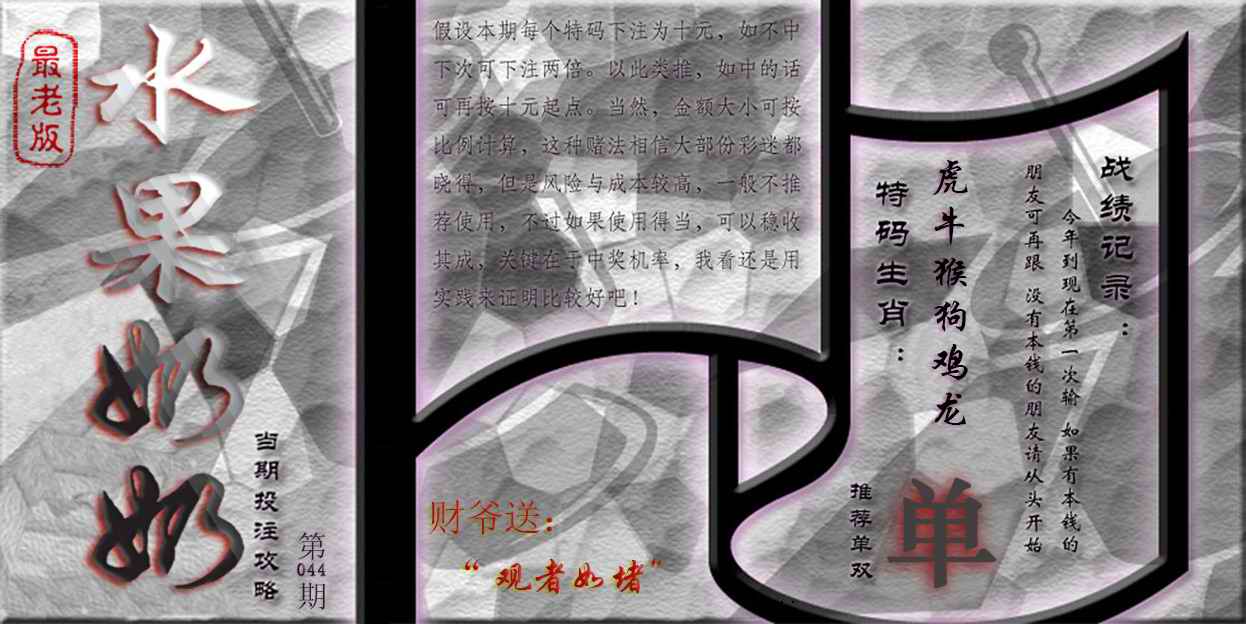 最老版
水果奶奶
当期投注攻略
第
044
期
假设本期每个特码下注为十元，如不中
下次可下注两倍。以此类推，如中的话
可再按十元起点。当然，金额大小可按
比例计算，这种赌法相信大部份彩迷都
晓得，但是风险与成本较高，一般不推
荐使用，不过如果使用得当，可以稳收
其成，关键在于中奖机率，我看还是用
实践来证明比较好吧！
财爷送：
“观者如堵”
战绩记录：
今年到现在第一次输 如果有本钱的
朋友可再跟 没有本钱的朋友请从头开始
虎牛猴狗鸡龙
特码生肖：
推荐单双
单